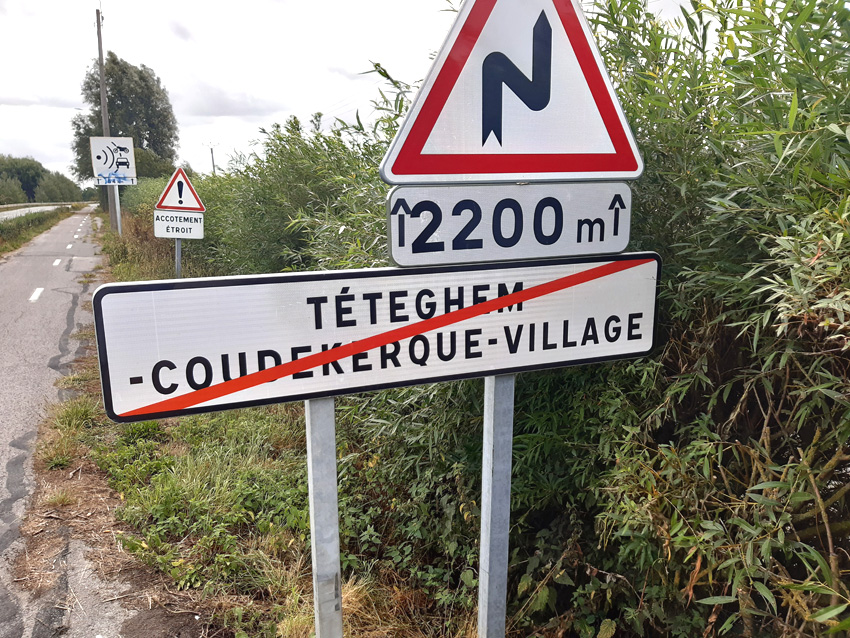 2200 m
TÉTEGHEM
-COUDEKERQUE-VILLAGE
ACCOTEMENT
ÉTROIT